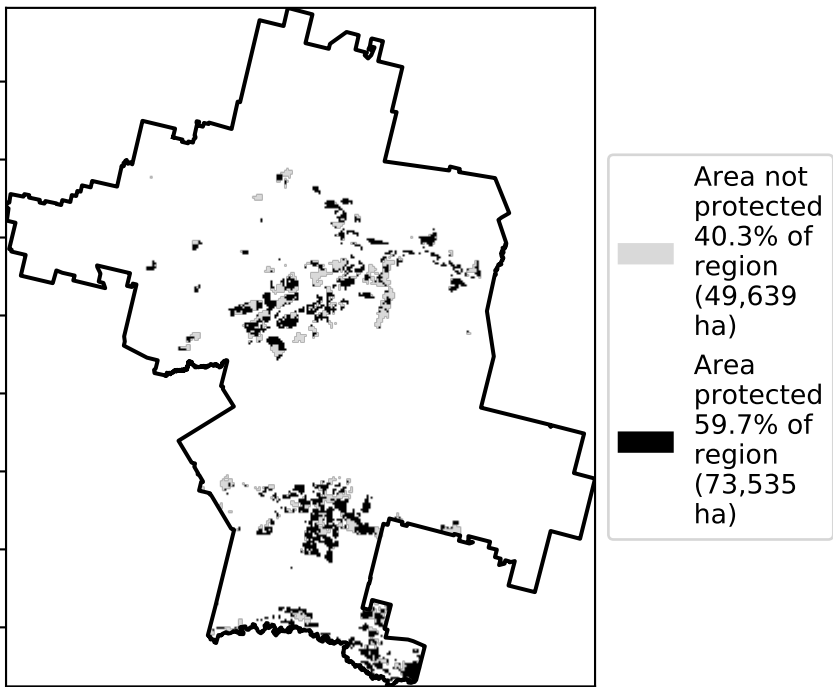 Area not
protected
40.3% of
region
(49,639
ha)
Area
protected
59.7% of
region
(73,535
ha)